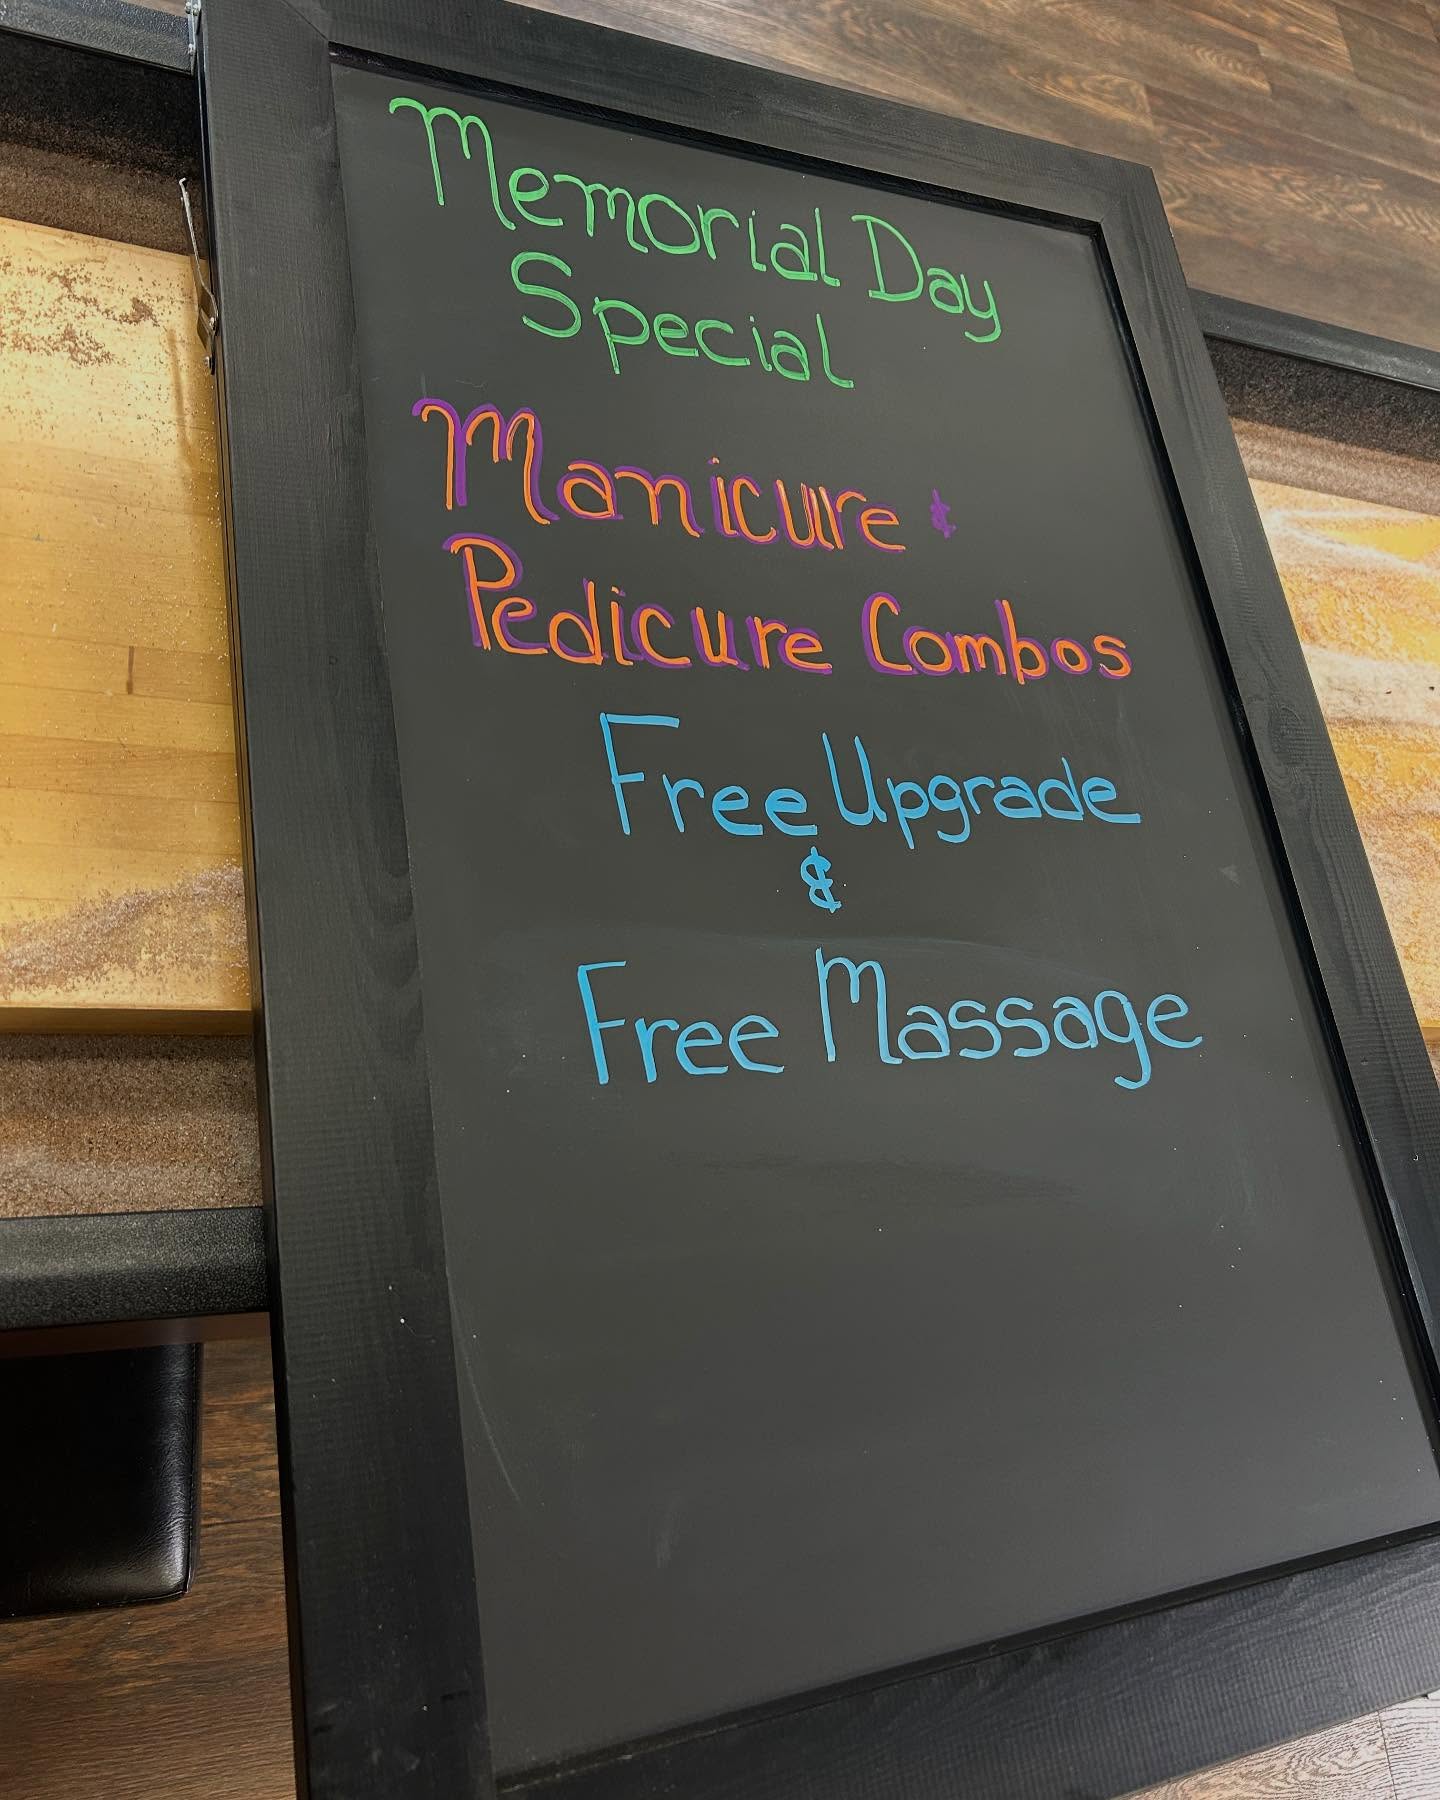 Memorial Day
Special
Manicure &
Pedicure Combos
Free Upgrade
&
Free Massage